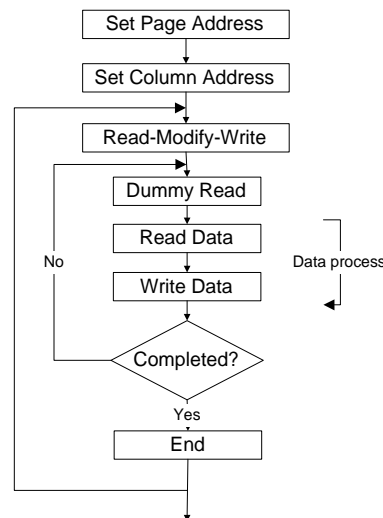 Set Page Address
Set Column Address
Read-Modify-Write
Dummy Read
Read Data
No
Data process
Write Data
Completed?
Yes
End